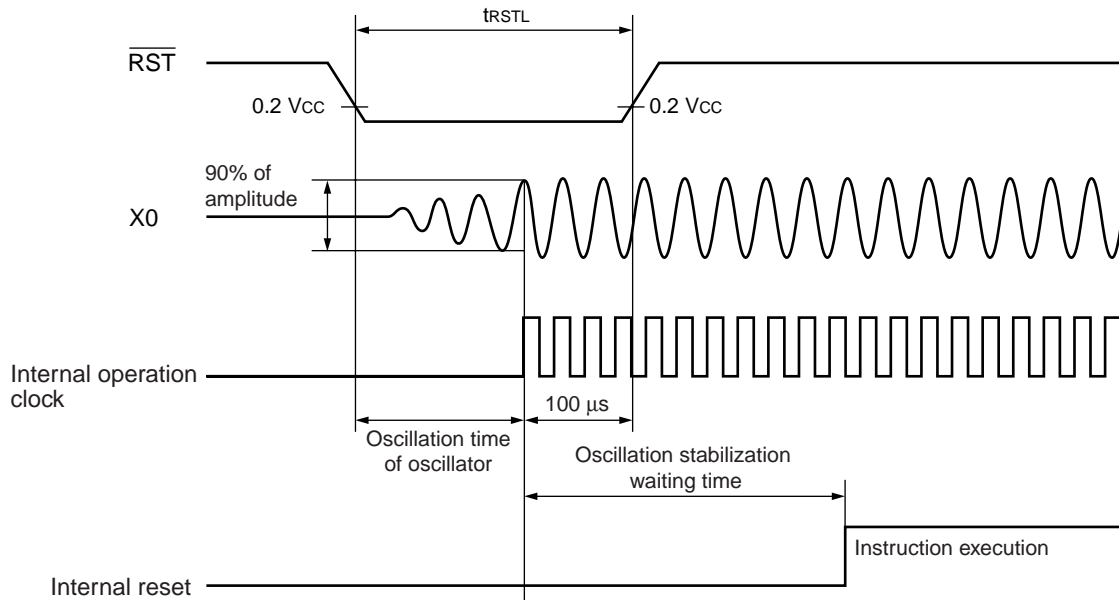 tRSTL
RST
0.2 VCC
0.2 VCC
90% of
amplitude
X0
Internal operation
clock
100 µs
Oscillation time
of oscillator
Oscillation stabilization
waiting time
Instruction execution
Internal reset